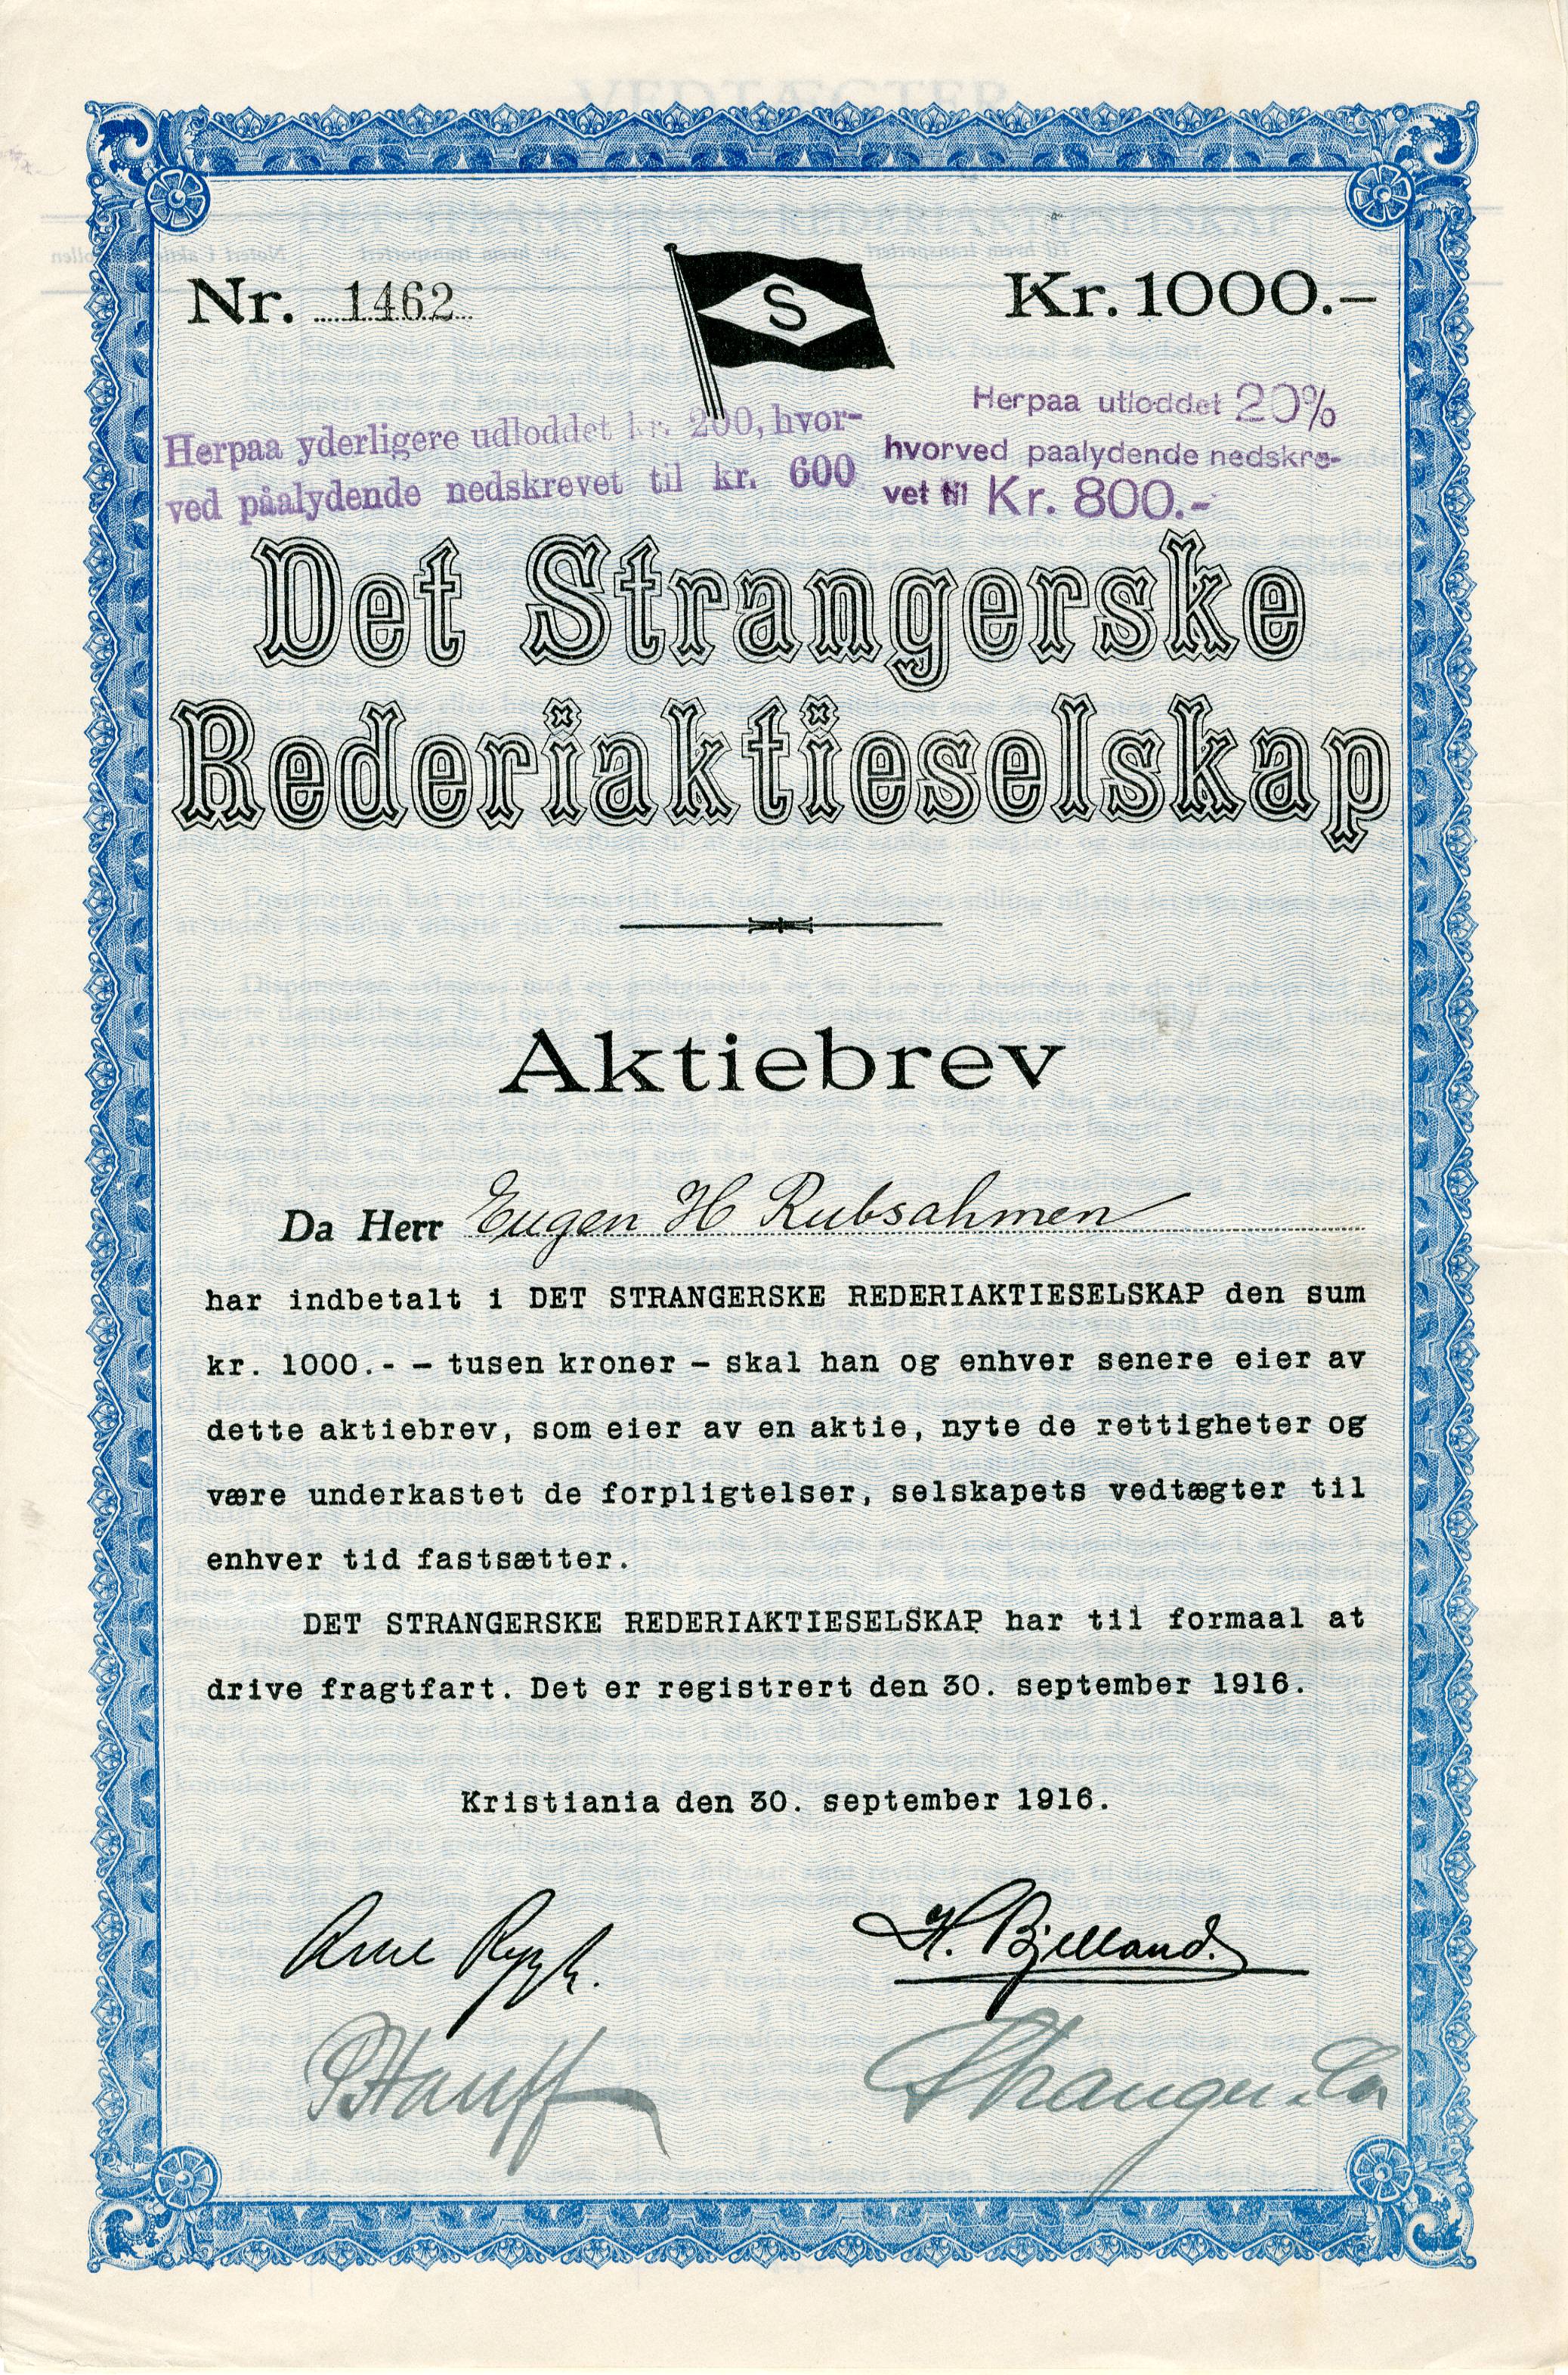 Nr. 1462
S
Kr. 1000.–
Herpaa utloddet 20%
hvorved paalydende nedskre-
vet til Kr. 800.-
Herpaa yderligere udloddet kr. 200, hvor-
ved påalydende nedskrevet til kr. 600
Det Strangerske
Rederiaktieselskap
Aktiebrev
Da Herr Eugen H Rubsahmen
har indbetalt i DET STRANGERSKE REDERIAKTIESELSKAP den sum
kr. 1000.- – tusen kroner – skal han og enhver senere eier av
dette aktiebrev, som eier av en aktie, nyte de rettigheter og
være underkastet de forpligtelser, selskapets vedtægter til
enhver tid fastsætter.
DET STRANGERSKE REDERIAKTIESELSKAP har til formaal at
drive fragtfart. Det er registrert den 30. september 1916.
Kristiania den 30. september 1916.
H. Bjelland.